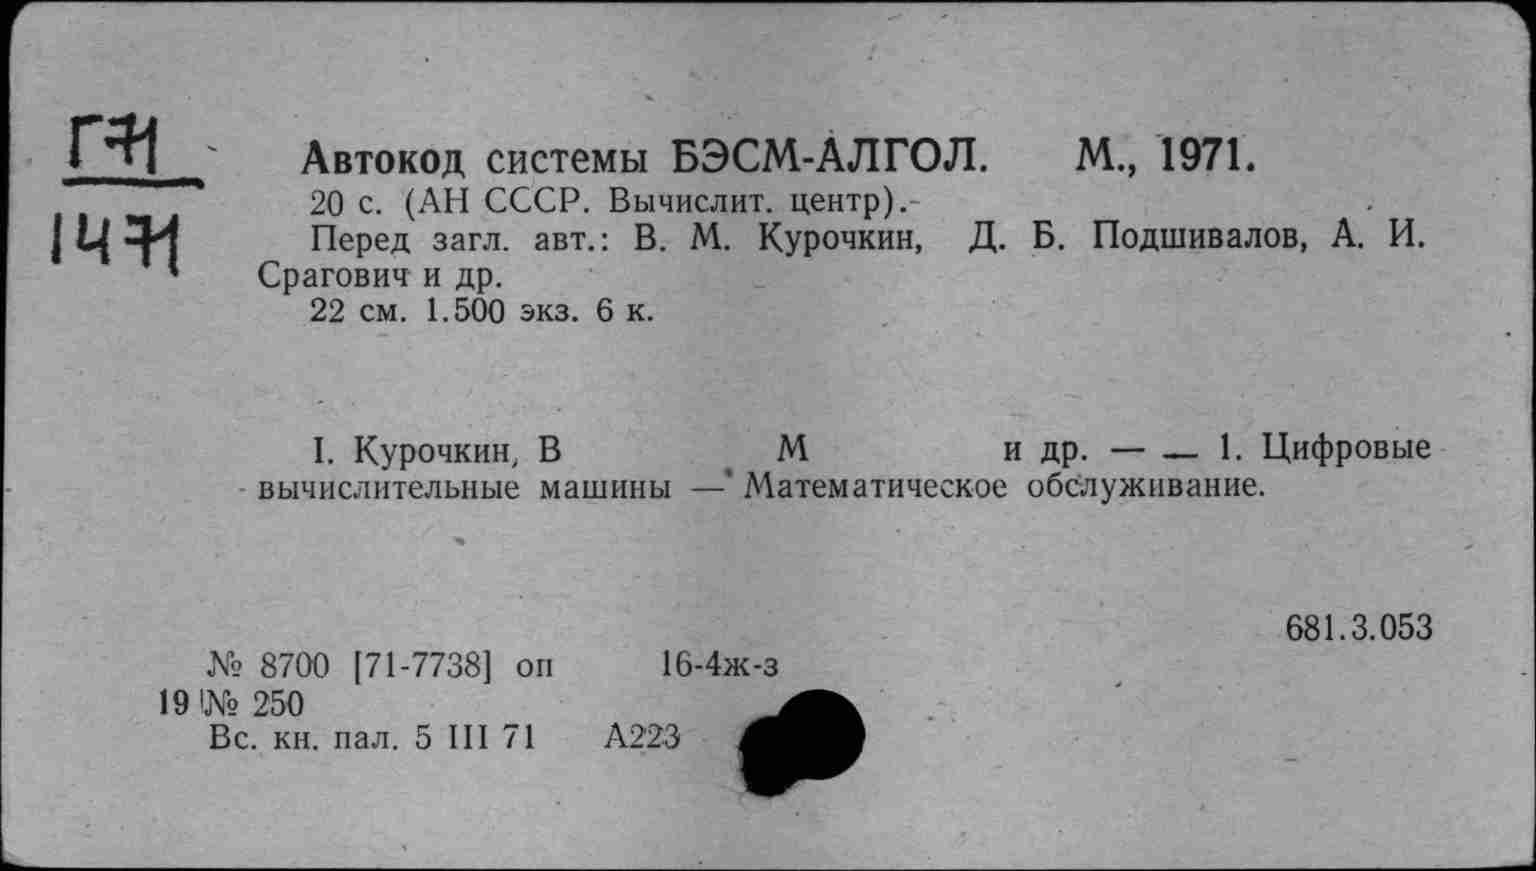 Г71
1471
Автокод системы БЭСМ-АЛГОЛ. М., 1971.
20 с. (АН СССР. Вычислит. центр).
Перед загл. авт.: В. М. Курочкин, Д. Б. Подшивалов, А. И.
Срагович и др.
22 см. 1.500 экз. 6 к.
I. Курочкин, В М и др. — — 1. Цифровые
вычислительные машины — Математическое обслуживание.
681.3.053
№ 8700 [71-7738] оп 16-4ж-з
19 № 250
Вс. кн. пал. 5 III 71 А223